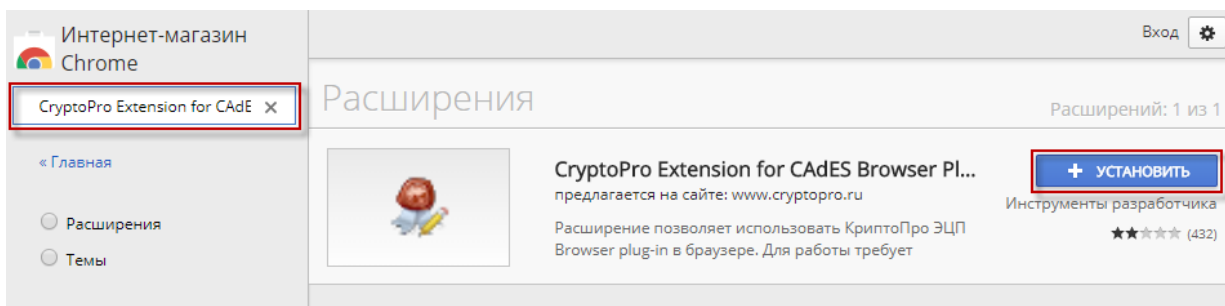 Интернет-магазин
Chrome
Вход
CryptoPro Extension for CAdE
Расширения
Расширений: 1 из 1
« Главная
Расширения
Темы
CryptoPro Extension for CAdES Browser Pl...
предлагается на сайте: www.cryptopro.ru
Расширение позволяет использовать КриптоПро ЭЦП
Browser plug-in в браузере. Для работы требует
+ УСТАНОВИТЬ
Инструменты разработчика
(432)